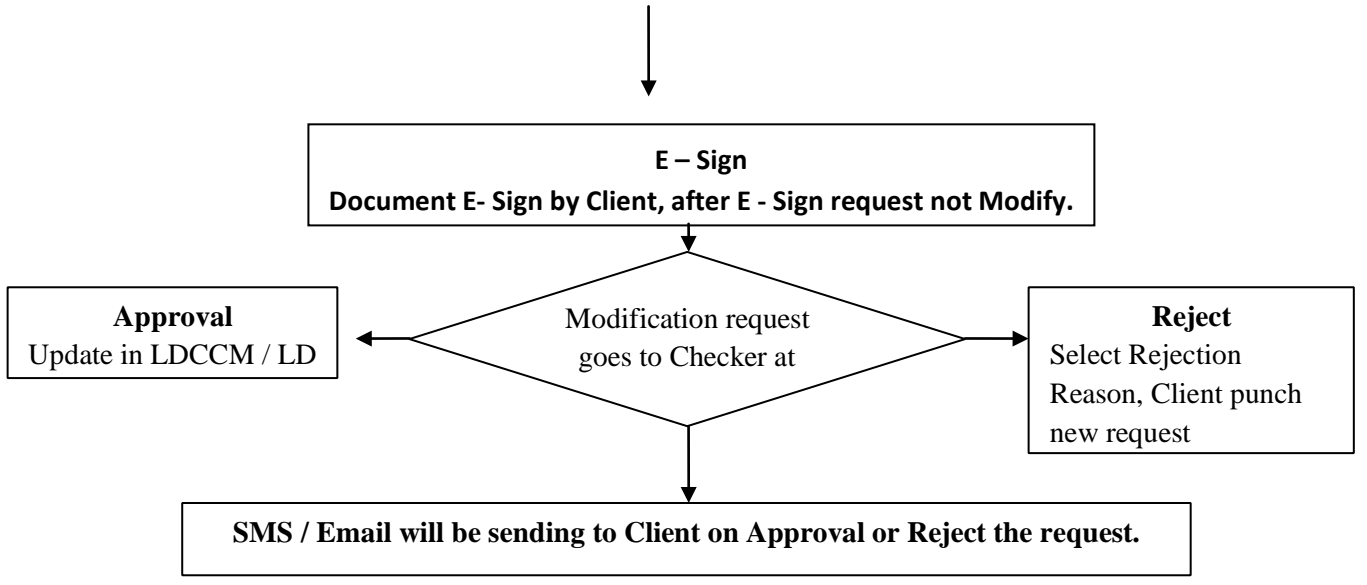 E – Sign
Document E- Sign by Client, after E - Sign request not Modify.
Approval
Update in LDCCM / LD
Modification request
goes to Checker at
Reject
Select Rejection
Reason, Client punch
new request
SMS / Email will be sending to Client on Approval or Reject the request.